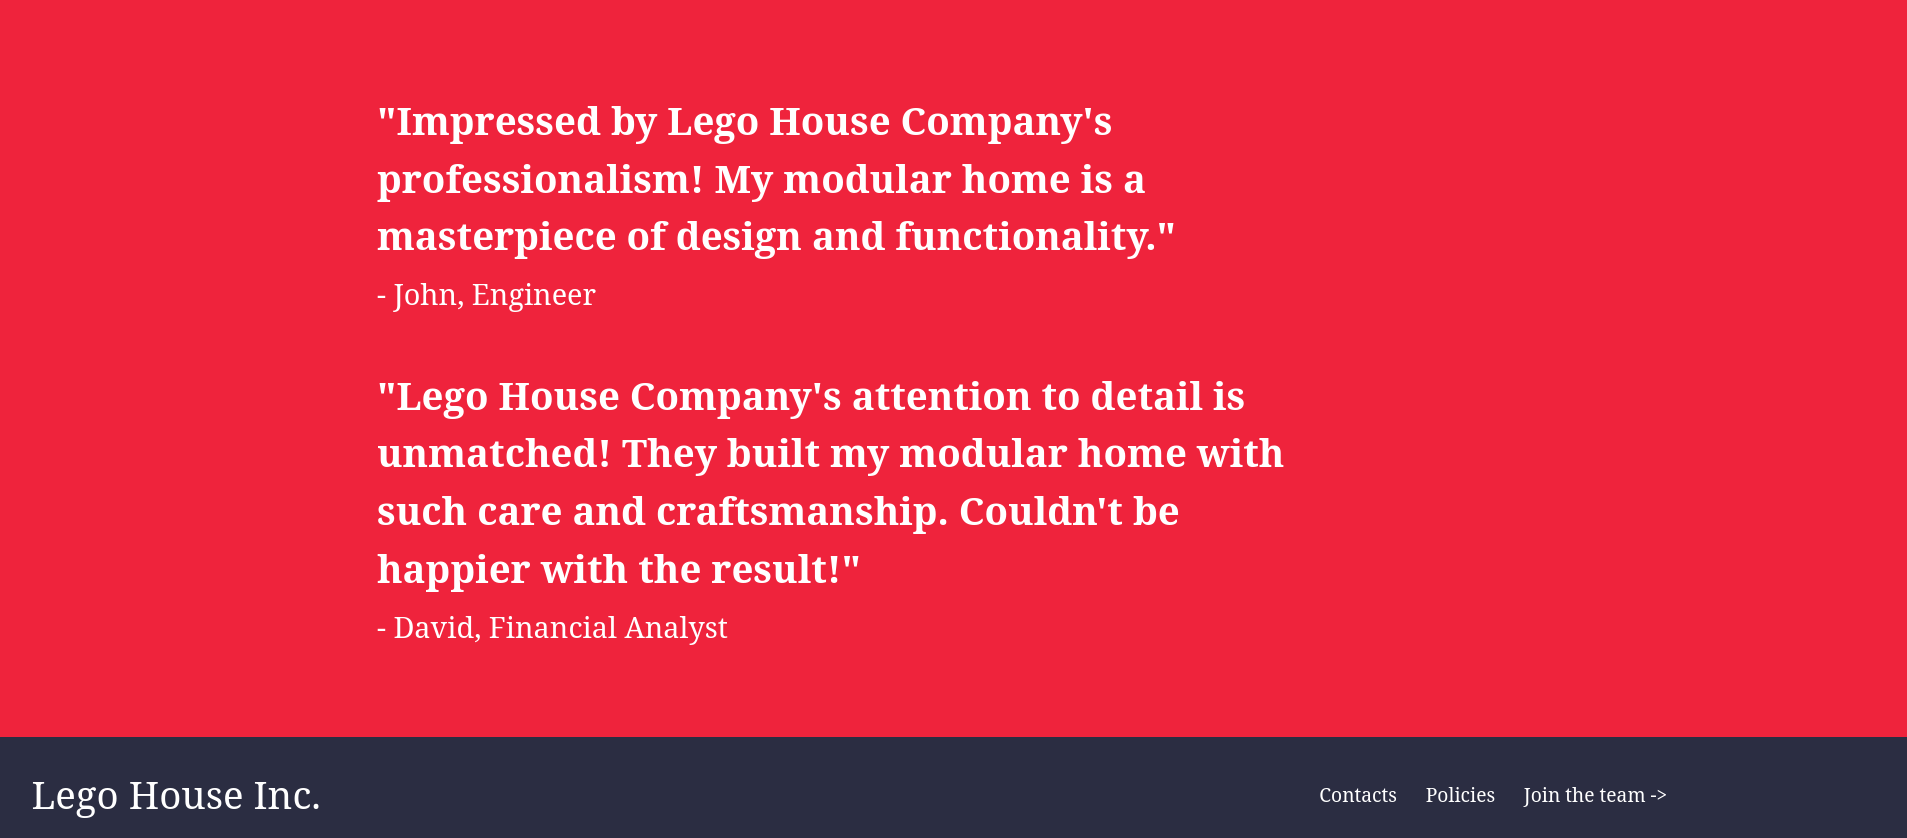 "Impressed by Lego House Company's
professionalism! My modular home is a
masterpiece of design and functionality."
- John, Engineer
"Lego House Company's attention to detail is
unmatched! They built my modular home with
such care and craftsmanship. Couldn't be
happier with the result!"
- David, Financial Analyst
Lego House Inc.
Contacts Policies Join the team ->